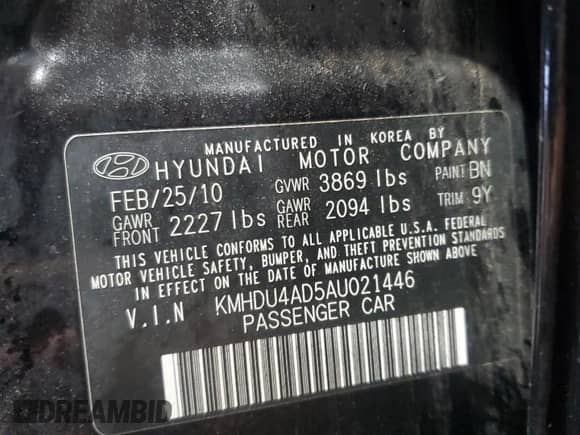 MANUFACTURED IN KOREA BY
HYUNDAI MOTOR COMPANY
FEB/25/10 GVWR 3869 lbs PAINT BN
GAWR FRONT 2227 lbs GAWR REAR 2094 lbs TRIM 9Y
THIS VEHICLE CONFORMS TO ALL APPLICABLE U.S.A. FEDERAL
MOTOR VEHICLE SAFETY, BUMPER, AND THEFT PREVENTION STANDARDS
IN EFFECT ON THE DATE OF MANUFACTURE SHOWN ABOVE
V.I.N KMHDU4AD5AU021446
PASSENGER CAR
DREAMBID